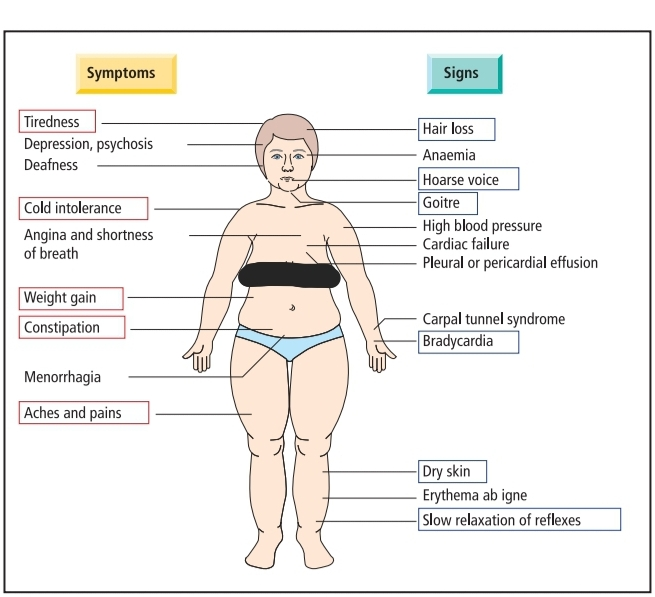 Symptoms
Tiredness
Depression, psychosis
Deafness
Cold intolerance
Angina and shortness
of breath
Weight gain
Constipation
Menorrhagia
Aches and pains
Signs
Hair loss
Anaemia
Hoarse voice
Goitre
High blood pressure
Cardiac failure
Pleural or pericardial effusion
Carpal tunnel syndrome
Bradycardia
Dry skin
Erythema ab igne
Slow relaxation of reflexes